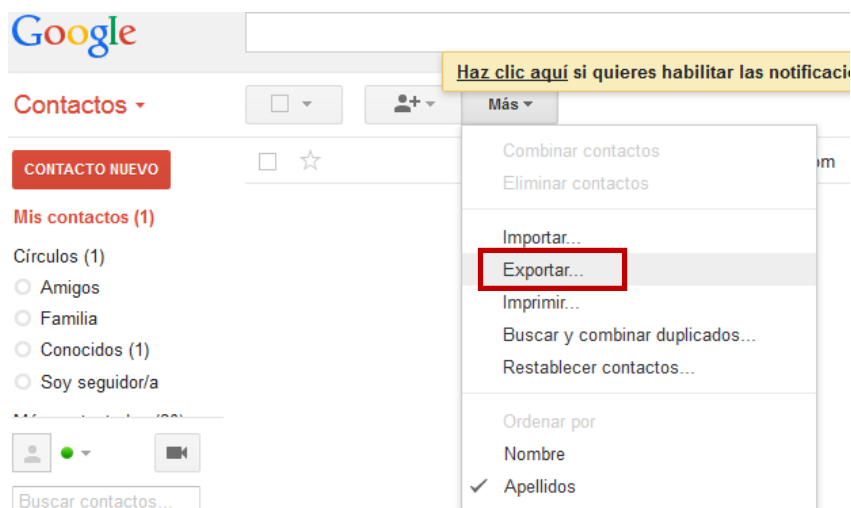 Google
Haz clic aquí si quieres habilitar las
Contactos
Más
CONTACTO NUEVO
Mis contactos (1)
Círculos (1)
Amigos
Familia
Conocidos (1)
Soy seguidor/a
Buscar contactos...
Combinar contactos
Eliminar contactos
Importar...
Exportar...
Imprimir...
Buscar y combinar duplicados...
Restablecer contactos...
Ordenar por
Nombre
Apellidos